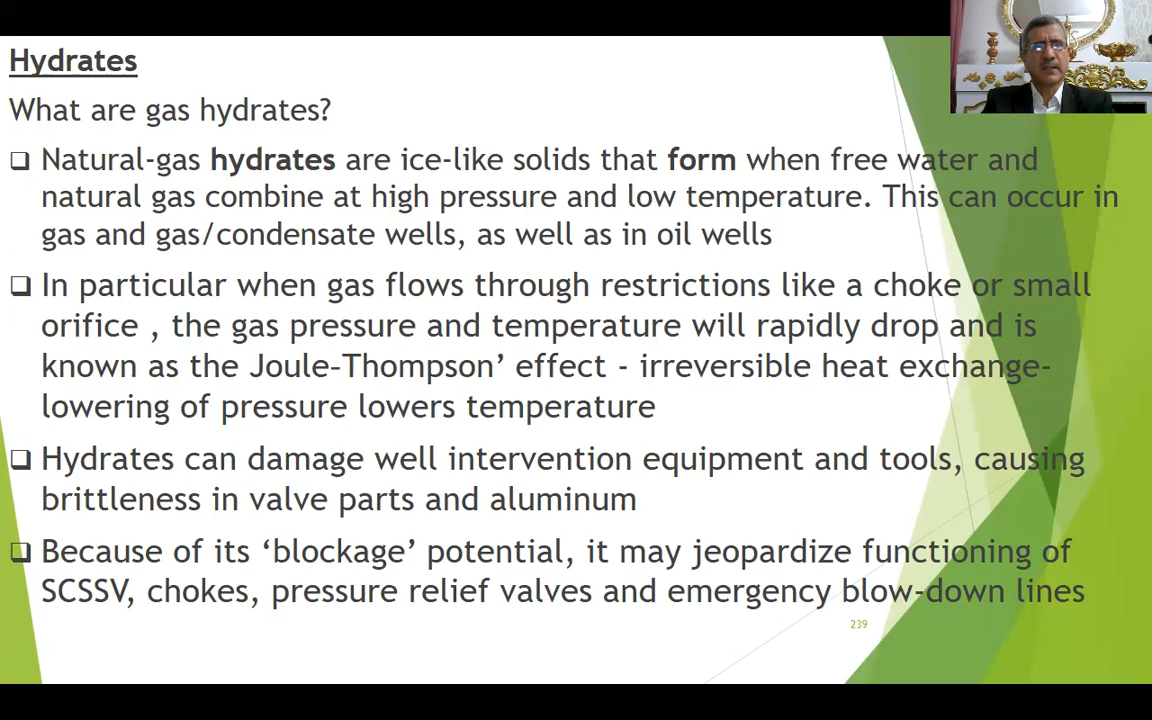 Hydrates
What are gas hydrates?
❑ Natural-gas hydrates are ice-like solids that form when free water and
natural gas combine at high pressure and low temperature. This can occur in
gas and gas/condensate wells, as well as in oil wells
❑ In particular when gas flows through restrictions like a choke or small
orifice , the gas pressure and temperature will rapidly drop and is
known as the Joule–Thompson’ effect - irreversible heat exchange-
lowering of pressure lowers temperature
❑ Hydrates can damage well intervention equipment and tools, causing
brittleness in valve parts and aluminum
❑ Because of its ‘blockage’ potential, it may jeopardize functioning of
SCSSV, chokes, pressure relief valves and emergency blow-down lines
239